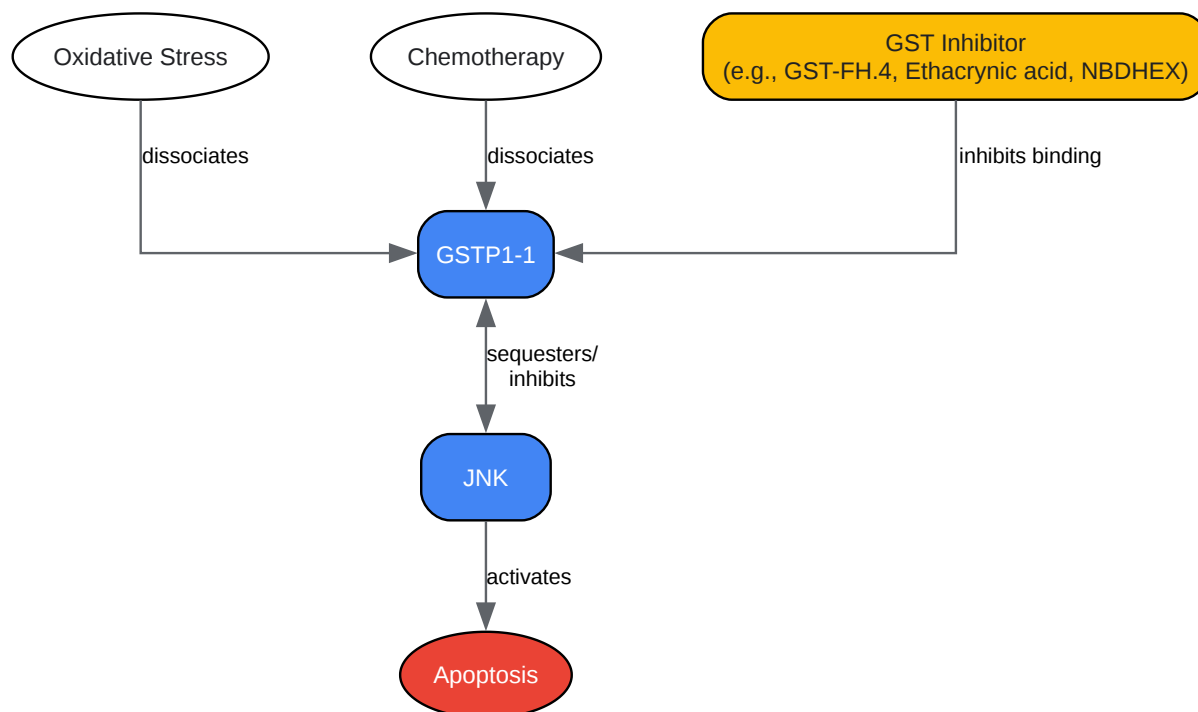 Oxidative Stress
Chemotherapy
GST Inhibitor
(e.g., GST-FH.4, Ethacrynic acid, NBDHEX)
dissociates
dissociates
inhibits binding
GSTP1-1
sequesters/
inhibits
JNK
activates
Apoptosis